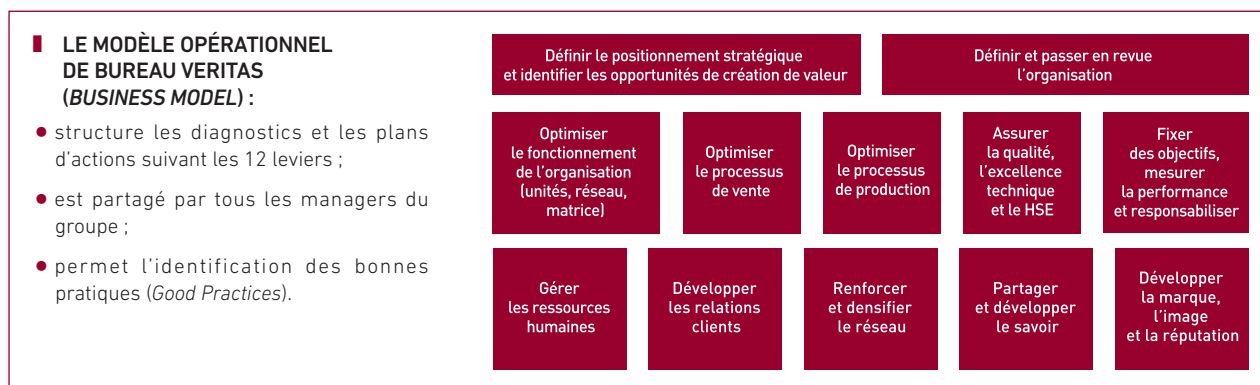 LE MODÈLE OPÉRATIONNEL
DE BUREAU VERITAS
(BUSINESS MODEL) :
• structure les diagnostics et les plans
d'actions suivant les 12 leviers ;
• est partagé par tous les managers du
groupe ;
• permet l'identification des bonnes
pratiques (Good Practices).
Définir le positionnement stratégique
et identifier les opportunités de création de valeur
Définir et passer en revue
l'organisation
Optimiser
le fonctionnement
de l'organisation
(unités, réseau,
matrice)
Optimiser
le processus
de vente
Optimiser
le processus
de production
Assurer
la qualité,
l'excellence
technique
et le HSE
Fixer
des objectifs,
mesurer
la performance
et responsabiliser
Gérer
les ressources
humaines
Développer
les relations
clients
Renforcer
et densifier
le réseau
Partager
et développer
le savoir
Développer
la marque,
l'image
et la réputation